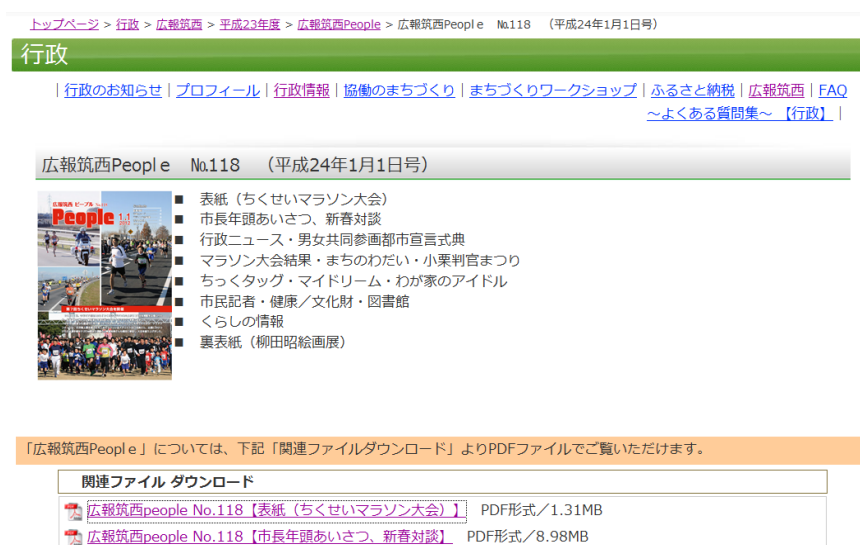 トップページ > 行政 > 広報筑西 > 平成23年度 > 広報筑西People > 広報筑西People №118 （平成24年1月1日号）
行政
| 行政のお知らせ | プロフィール | 行政情報 | 協働のまちづくり | まちづくりワークショップ | ふるさと納税 | 広報筑西 | FAQ
～よくある質問集～ 【行政】 |
広報筑西People №118 （平成24年1月1日号）
広報筑西 ピープル
People 1.1
■ 表紙（ちくせいマラソン大会）
■ 市長年頭あいさつ、新春対談
■ 行政ニュース・男女共同参画都市宣言式典
■ マラソン大会結果・まちのわだい・小栗判官まつり
■ ちっくタッグ・マイドリーム・わが家のアイドル
■ 市民記者・健康／文化財・図書館
■ くらしの情報
■ 裏表紙（柳田昭絵画展）
「広報筑西People」については、下記「関連ファイルダウンロード」よりPDFファイルでご覧いただけます。
関連ファイル ダウンロード
広報筑西people No.118【表紙（ちくせいマラソン大会）】 PDF形式／1.31MB
広報筑西people No.118【市長年頭あいさつ、新春対談】 PDF形式／8.98MB